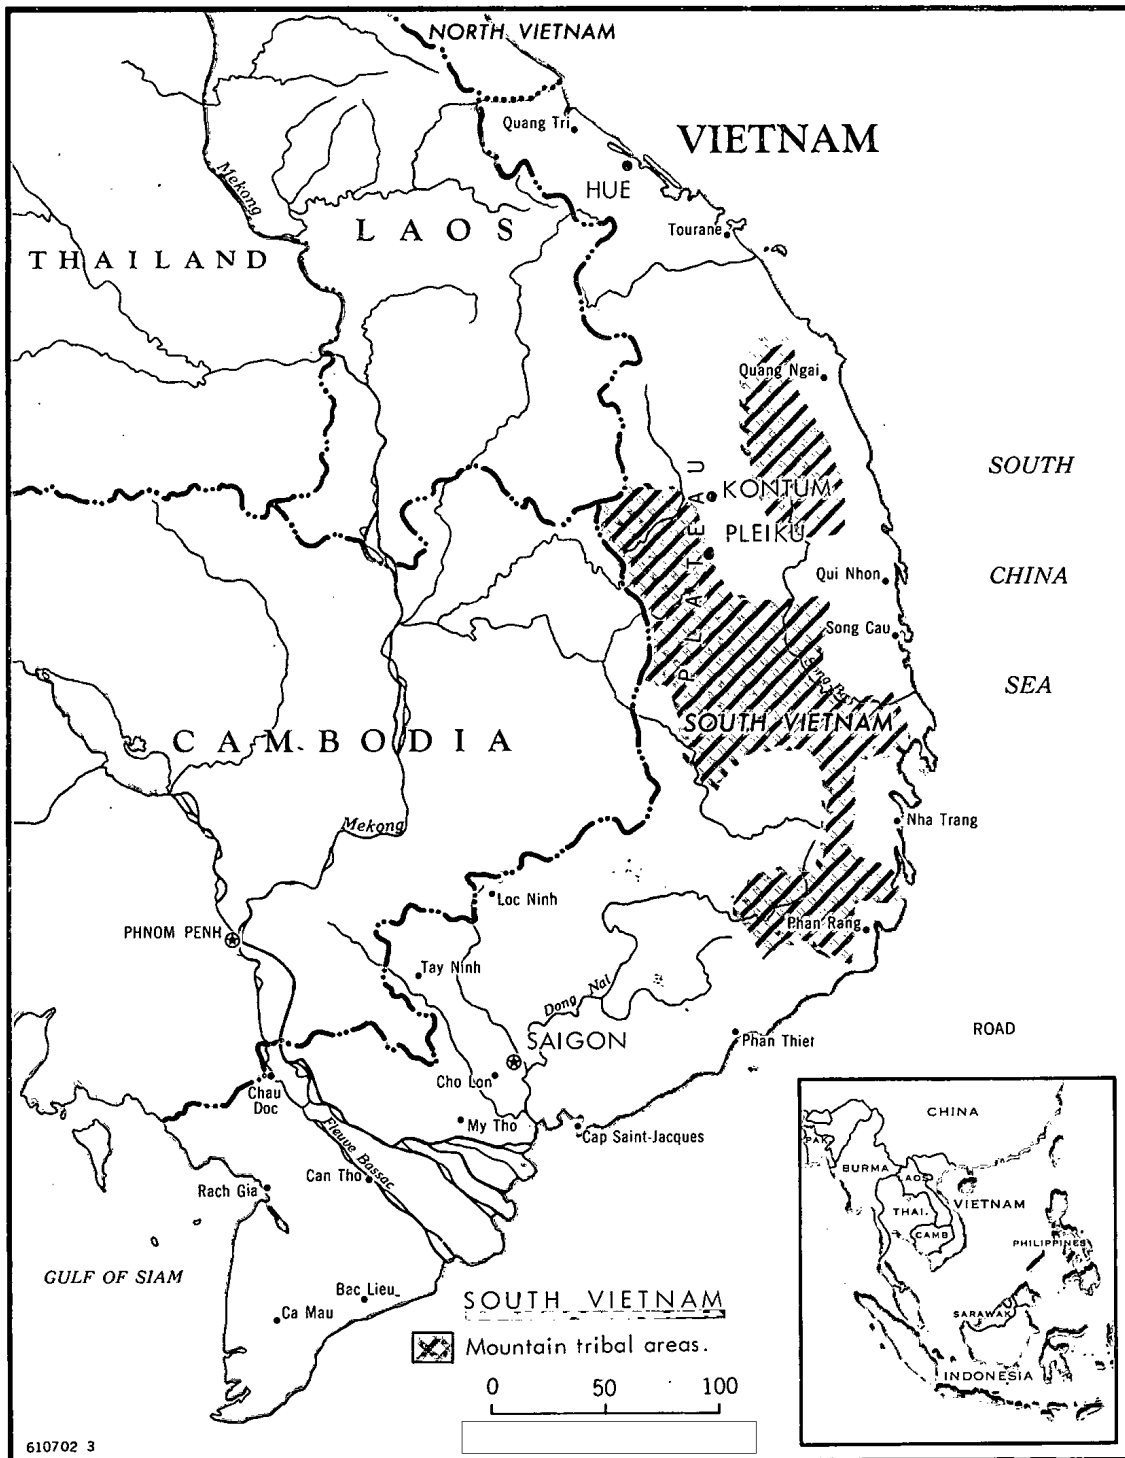 NORTH VIETNAM
Quang Tri
VIETNAM
HUE
Mekong
LAOS
Tourane
THAILAND
Quang Ngai
SOUTH
KONTUM
PLATEAU
PLEIKU
Qui Nhon
CHINA
Song Cau
SEA
SOUTH VIETNAM
CAMBODIA
Mekong
Nha Trang
Loc Ninh
PHNOM PENH
Phan Rang
Tay Ninh
Dong Nai
SAIGON
ROAD
Phan Thiet
Cho Lon
Chau
Doc
My Tho
Cap Saint-Jacques
Fleuve Bassac
Can Tho
Rach Gia
GULF OF SIAM
Bac Lieu
Ca Mau
CHINA
PAK.
BURMA
LAOS
VIETNAM
THAI.
CAMB
PHILIPPINES
SARAWAK
INDONESIA
SOUTH VIETNAM
Mountain tribal areas.
0 50 100
610702 3